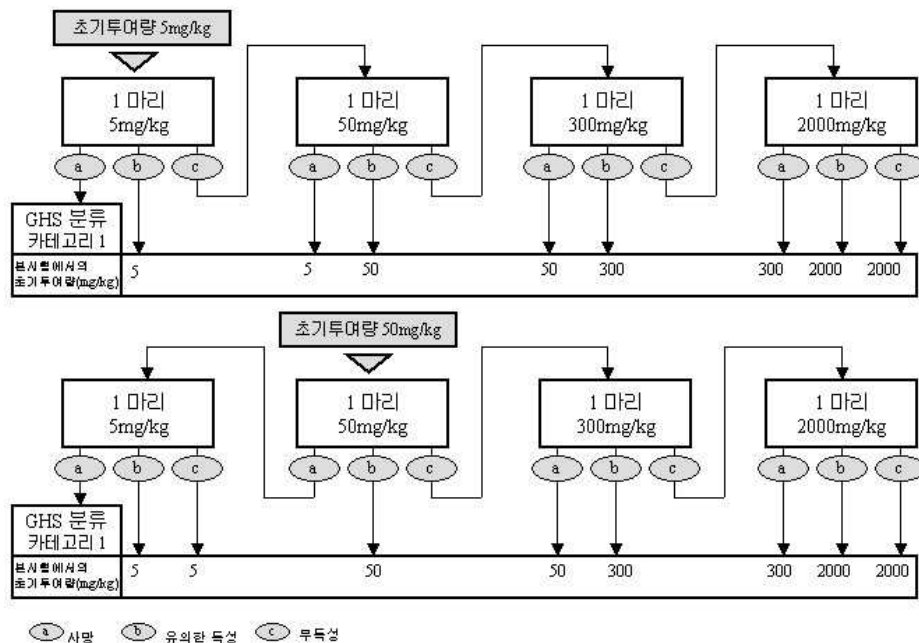 초기투여량 5mg/kg
1 마리
5mg/kg
1 마리
50mg/kg
1 마리
300mg/kg
1 마리
2000mg/kg
a b c a b c a b c a b c
GHS 분류
카테고리 1
본시험에서의
초기투여량(mg/kg)
5 5 50 50 300 300 2000 2000
초기투여량 50mg/kg
1 마리
5mg/kg
1 마리
50mg/kg
1 마리
300mg/kg
1 마리
2000mg/kg
a b c a b c a b c a b c
GHS 분류
카테고리 1
본시험에서의
초기투여량(mg/kg)
5 5 50 50 300 300 2000 2000
a 사망 b 유의한 독성 c 무독성